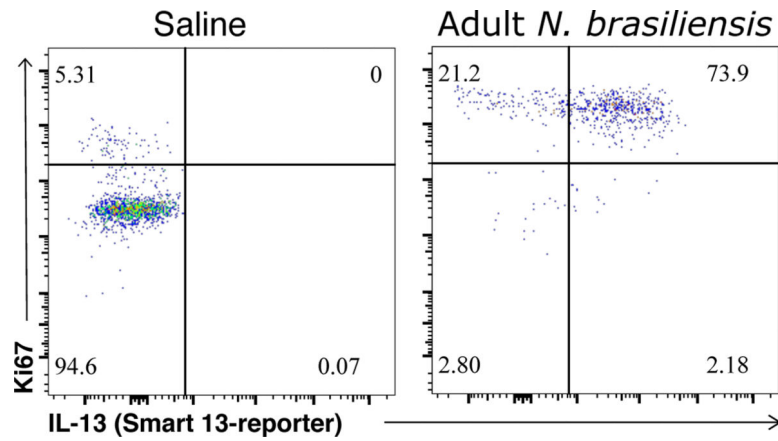 Saline
Adult N. brasiliensis
5.31
0
21.2
73.9
94.6
0.07
2.80
2.18
Ki67
IL-13 (Smart 13-reporter)